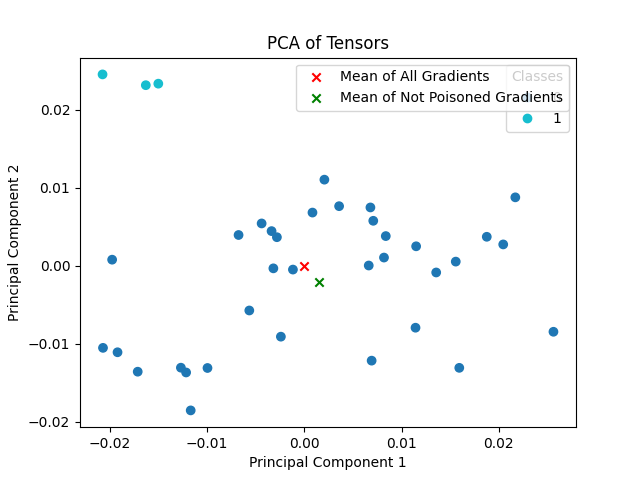 PCA of Tensors
Mean of All Gradients
Mean of Not Poisoned Gradients
Classes
1
0.02
0.01
0.00
−0.01
−0.02
Principal Component 2
−0.02
−0.01
0.00
0.01
0.02
Principal Component 1